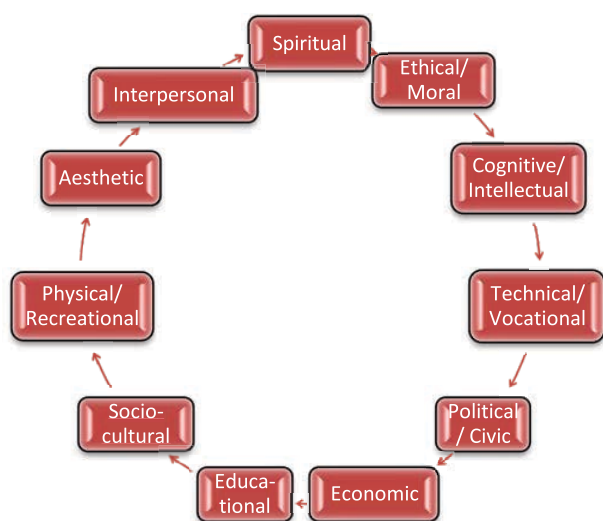 Spiritual
Ethical/
Moral
Cognitive/
Intellectual
Technical/
Vocational
Political
/ Civic
Economic
Educa-
tional
Socio-
cultural
Physical/
Recreational
Aesthetic
Interpersonal